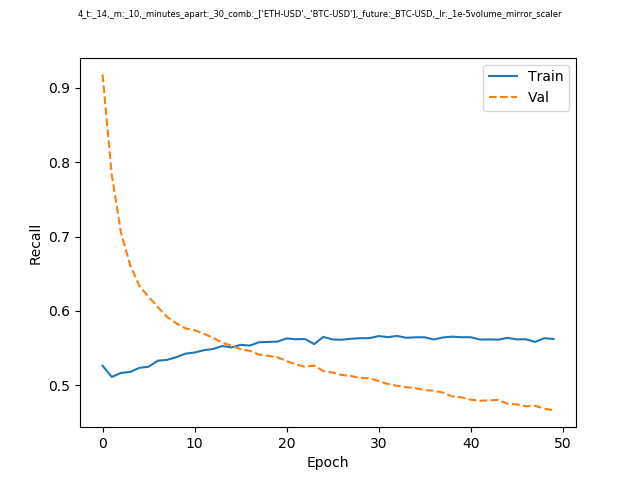 4_t:_14,_m:_10,_minutes_apart:_30_comb:_['ETH-USD',_'BTC-USD'],_future:_BTC-USD,_lr:_1e-5volume_mirror_scaler
Train
Val
0.9
0.8
0.7
0.6
0.5
Recall
0 10 20 30 40 50
Epoch